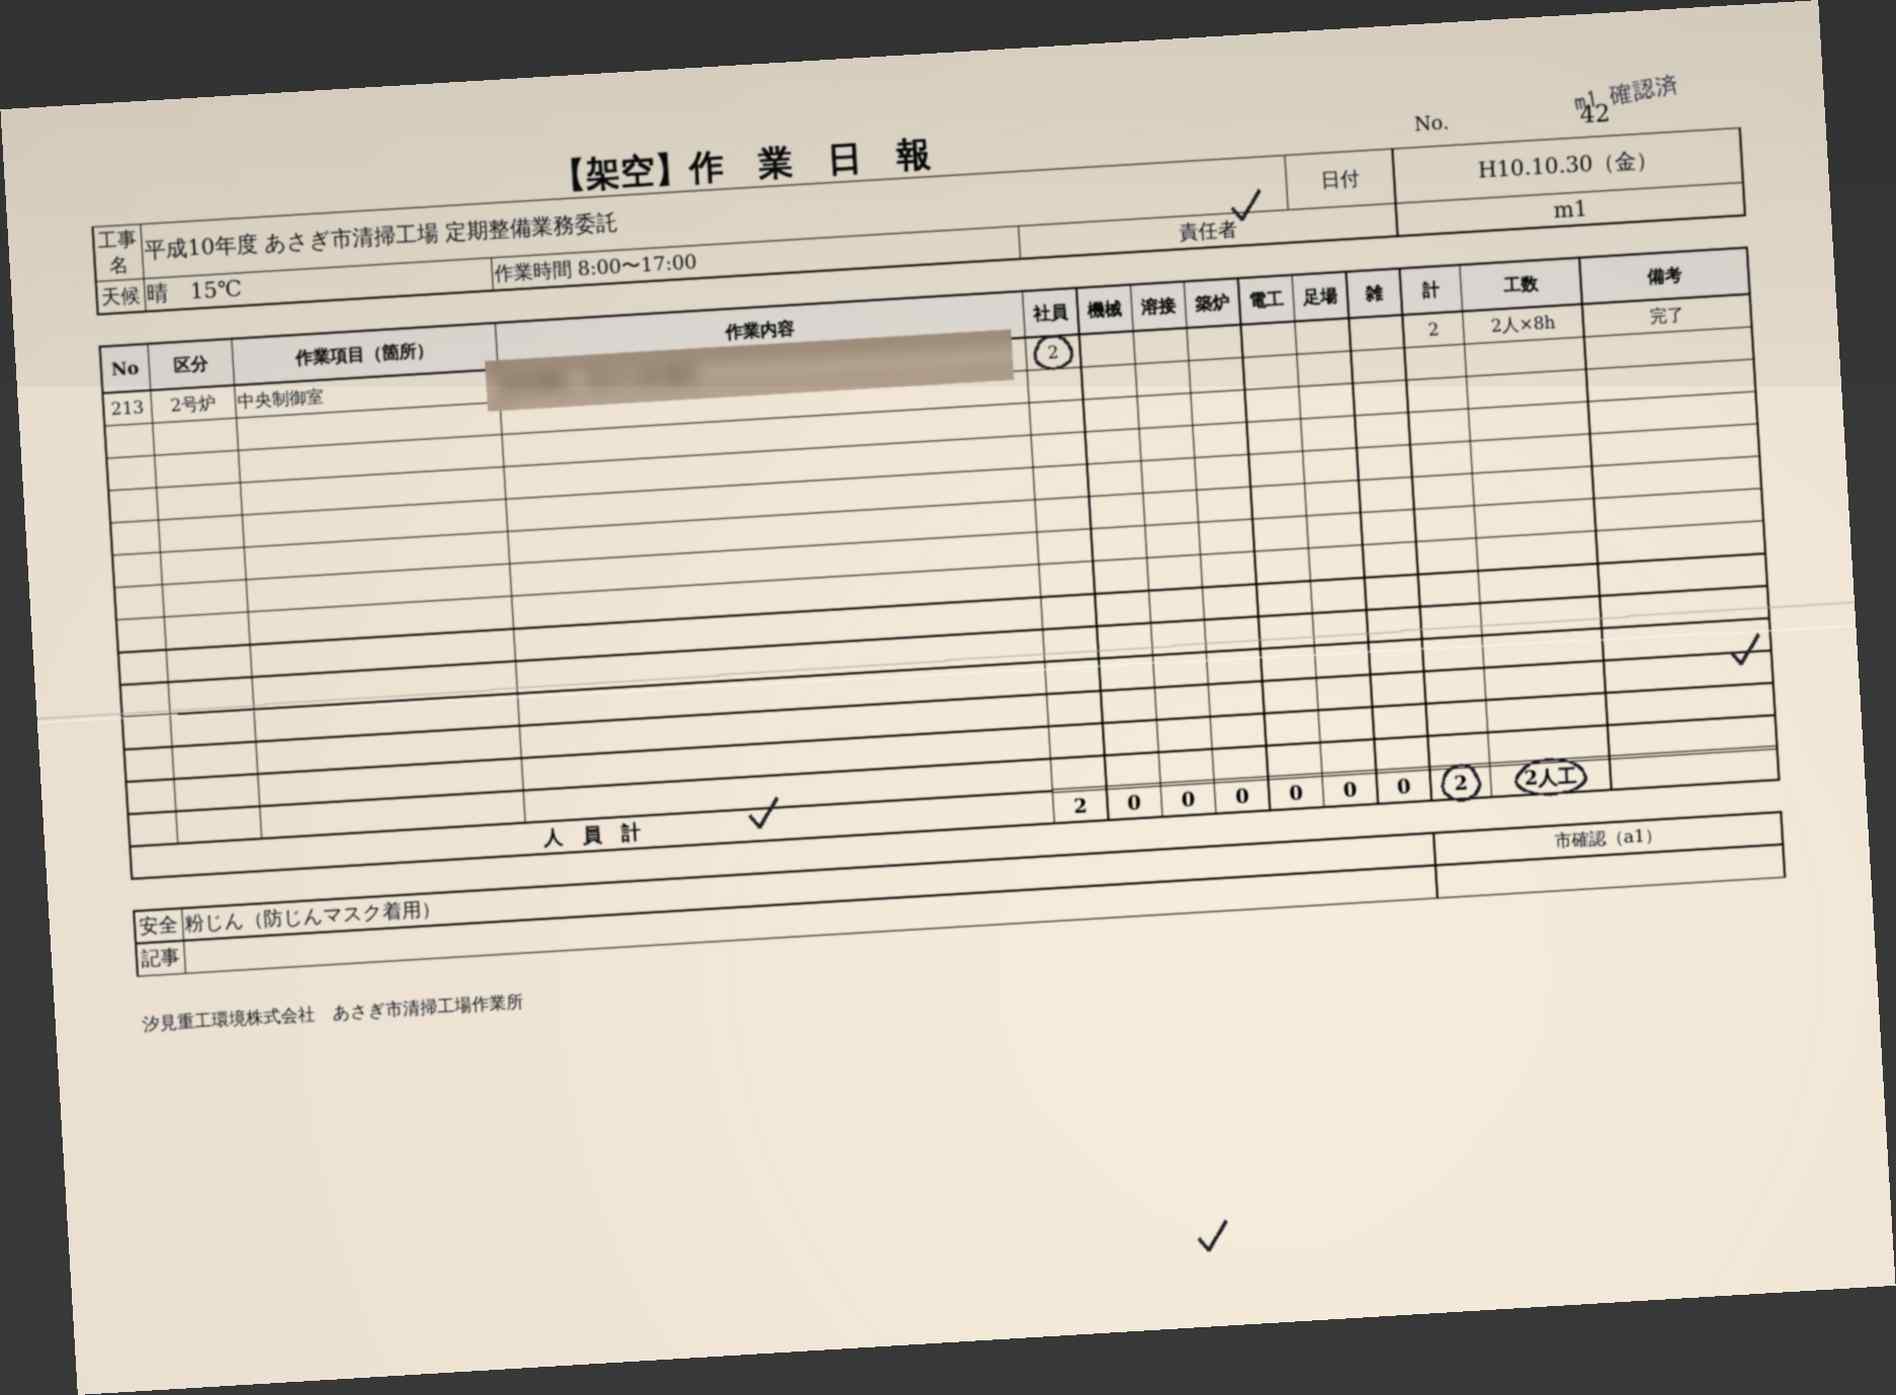 m1 確認済
No. 42
【架空】作 業 日 報
工事名 平成10年度 あさぎ市清掃工場 定期整備業務委託 日付 H10.10.30（金）
天候 晴 15℃ 作業時間 8:00〜17:00 責任者 m1
No 区分 作業項目（箇所） 作業内容 社員 機械 溶接 築炉 電工 足場 雑 計 工数 備考
213 2号炉 中央制御室 2 2 2人×8h 完了
人 員 計 2 0 0 0 0 0 0 2 2人工
安全 粉じん（防じんマスク着用） 市確認（a1）
記事
汐見重工環境株式会社 あさぎ市清掃工場作業所